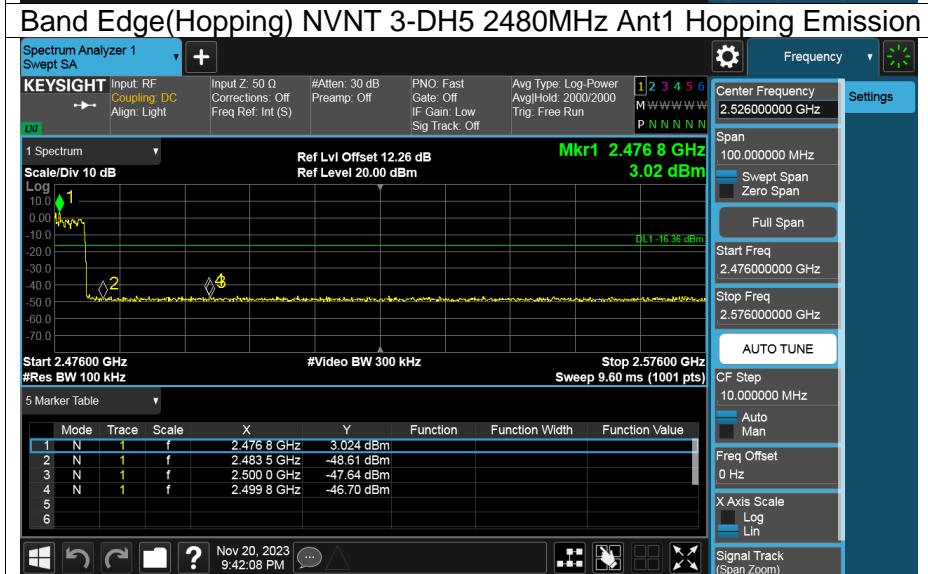 Band Edge(Hopping) NVNT 3-DH5 2480MHz Ant1 Hopping Emission
Spectrum Analyzer 1
Swept SA
+
Frequency
KEYSIGHT
Input: RF
Coupling: DC
Align: Light
Input Z: 50 Ω
Corrections: Off
Freq Ref: Int (S)
#Atten: 30 dB
Preamp: Off
PNO: Fast
Gate: Off
IF Gain: Low
Sig Track: Off
Avg Type: Log-Power
Avg|Hold: 2000/2000
Trig: Free Run
1 2 3 4 5 6
M W W W W W
P N N N N N
LXI
1 Spectrum
Ref Lvl Offset 12.26 dB
Mkr1 2.476 8 GHz
Scale/Div 10 dB
Ref Level 20.00 dBm
3.02 dBm
Log
10.0
0.00
-10.0
-20.0
-30.0
-40.0
-50.0
-60.0
-70.0
1
2
4
DL1 -16.36 dBm
Start 2.47600 GHz
#Video BW 300 kHz
Stop 2.57600 GHz
#Res BW 100 kHz
Sweep 9.60 ms (1001 pts)
5 Marker Table
Mode Trace Scale X Y Function Function Width Function Value
1 N 1 f 2.476 8 GHz 3.024 dBm
2 N 1 f 2.483 5 GHz -48.61 dBm
3 N 1 f 2.500 0 GHz -47.64 dBm
4 N 1 f 2.499 8 GHz -46.70 dBm
5
6
?
Nov 20, 2023
9:42:08 PM
Center Frequency
2.526000000 GHz
Settings
Span
100.000000 MHz
Swept Span
Zero Span
Full Span
Start Freq
2.476000000 GHz
Stop Freq
2.576000000 GHz
AUTO TUNE
CF Step
10.000000 MHz
Auto
Man
Freq Offset
0 Hz
X Axis Scale
Log
Lin
Signal Track
(Span Zoom)